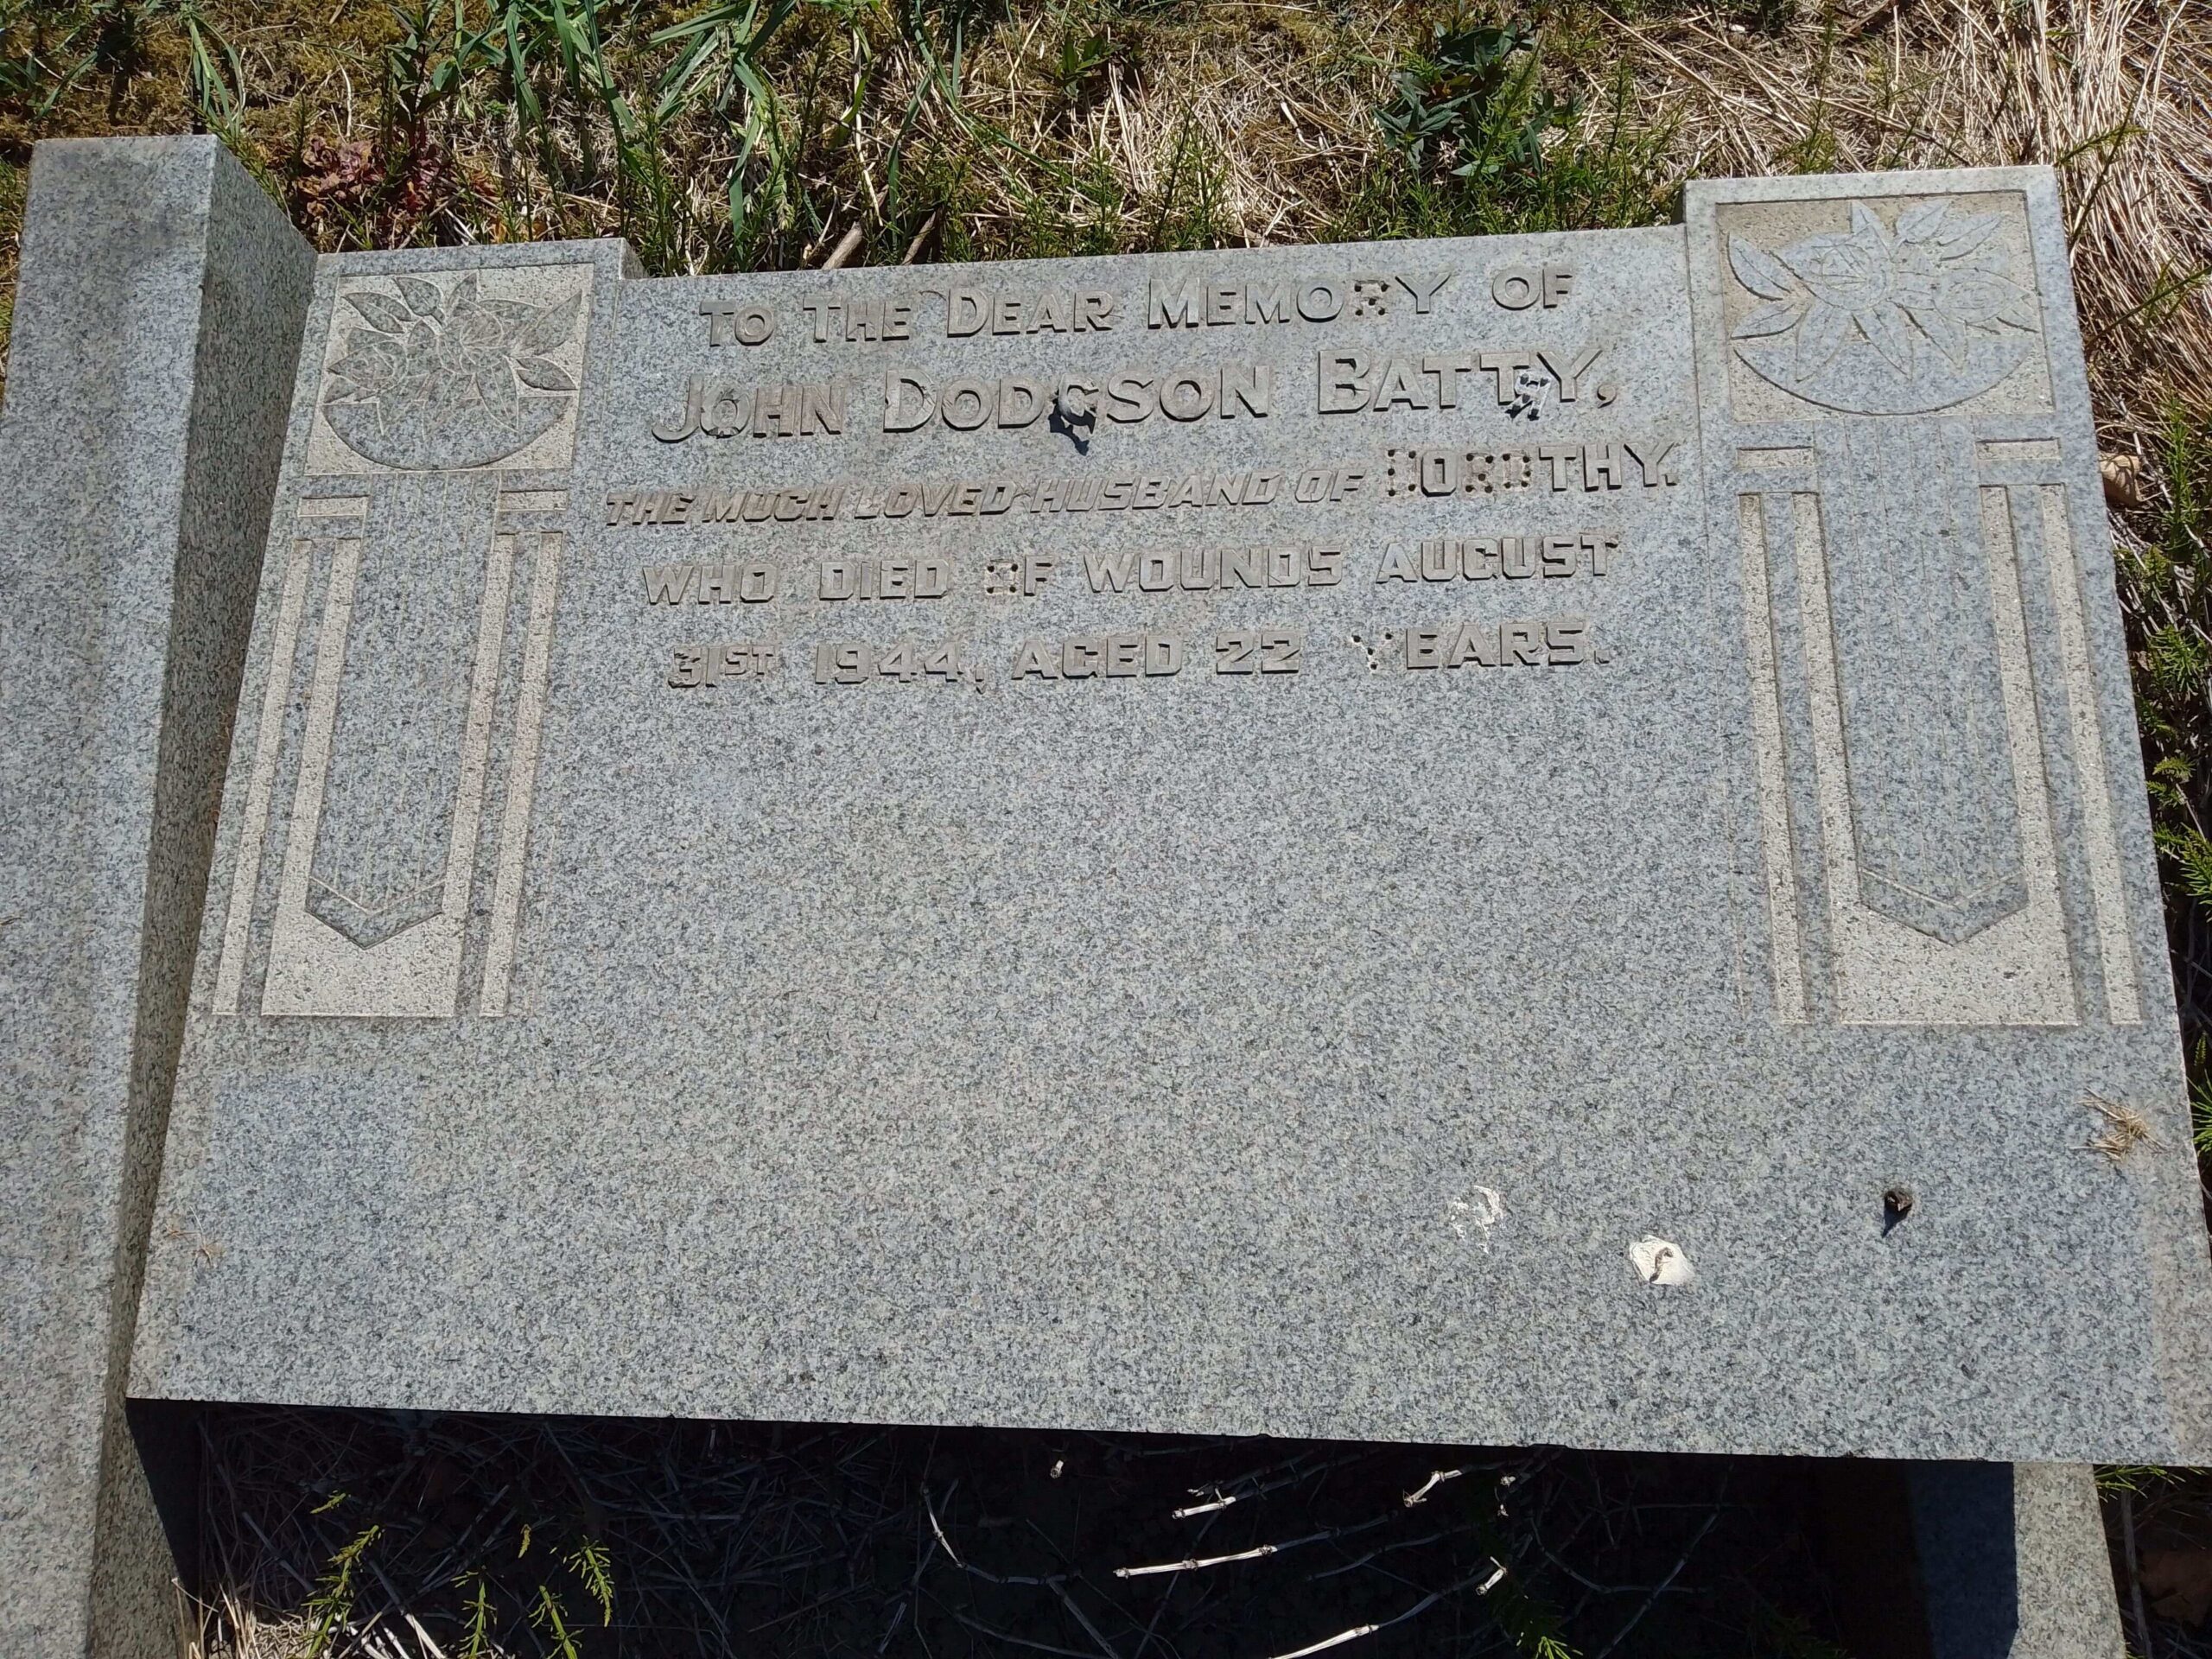 TO THE DEAR MEMORY OF
JOHN DODGSON BATTY,
THE MUCH LOVED HUSBAND OF DOROTHY.
WHO DIED OF WOUNDS AUGUST
31ST 1944, AGED 22 YEARS.